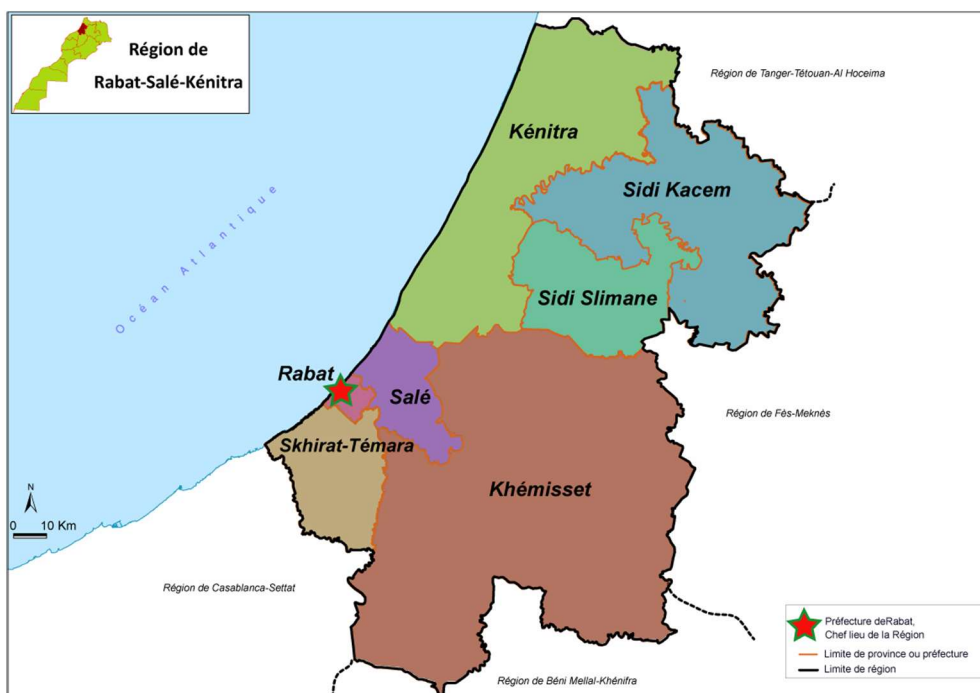 Région de
Rabat-Salé-Kénitra
Région de Tanger-Tétouan-Al Hoceima
Kénitra
Sidi Kacem
Océan Atlantique
Sidi Slimane
Rabat
Salé
Région de Fès-Meknès
Skhirat-Témara
Khémisset
N
0 10 Km
Région de Casablanca-Settat
Région de Béni Mellal-Khénifra
Préfecture deRabat,
Chef lieu de la Région
Limite de province ou préfecture
Limite de région